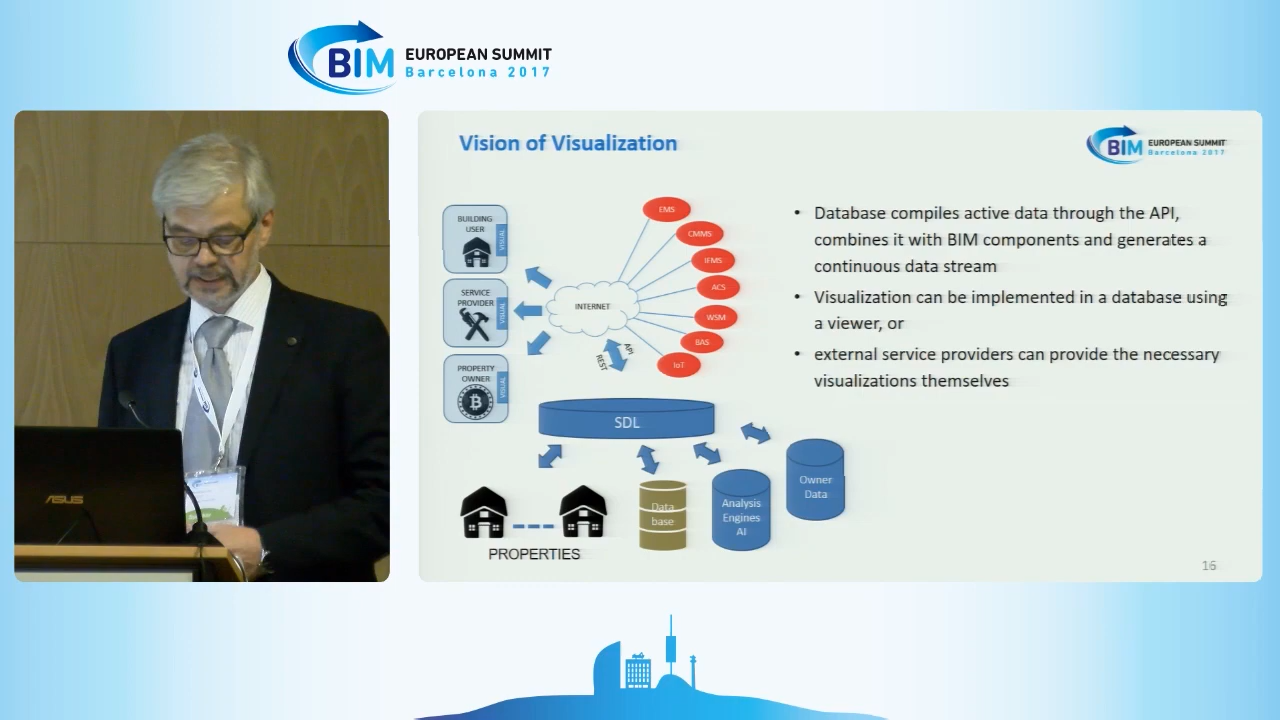 BIM EUROPEAN SUMMIT
Barcelona 2017
ASUS
Vision of Visualization
BIM EUROPEAN SUMMIT
Barcelona 2017
BUILDING
USER
VISUAL
SERVICE
PROVIDER
VISUAL
PROPERTY
OWNER
VISUAL
INTERNET
EMS
CMMS
IFMS
ACS
WSM
BAS
IoT
REST
API
SDL
PROPERTIES
Data
base
Analysis
Engines
AI
Owner
Data
• Database compiles active data through the API,
combines it with BIM components and generates a
continuous data stream
• Visualization can be implemented in a database using
a viewer, or
• external service providers can provide the necessary
visualizations themselves
16